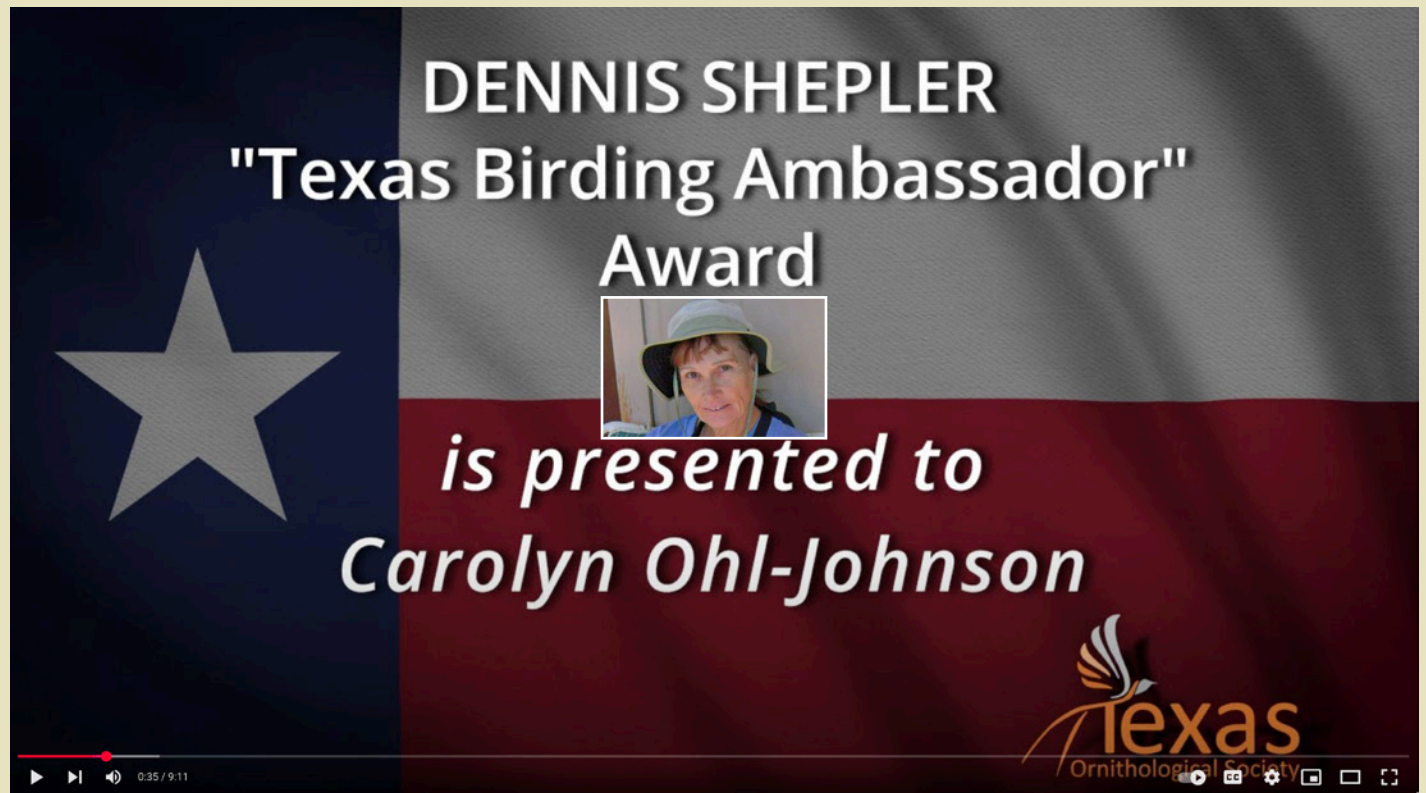 DENNIS SHEPLER
"Texas Birding Ambassador"
Award
is presented to
Carolyn Ohl-Johnson
Texas
Ornithological Society
0:35 / 9:11
CC